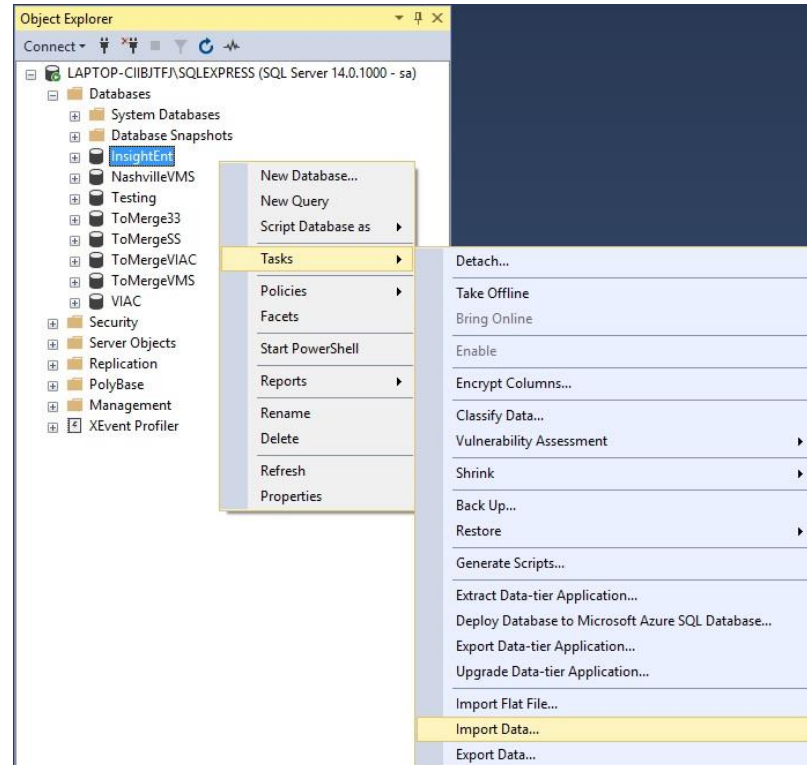 Object Explorer
Connect
LAPTOP-CIIBJTFJ\SQLEXPRESS (SQL Server 14.0.1000 - sa)
Databases
System Databases
Database Snapshots
InsightEnt
NashvilleVMS
Testing
ToMerge33
ToMergeSS
ToMergeVIAC
ToMergeVMS
VIAC
Security
Server Objects
Replication
PolyBase
Management
XEvent Profiler
New Database...
New Query
Script Database as
Tasks
Policies
Facets
Start PowerShell
Reports
Rename
Delete
Refresh
Properties
Detach...
Take Offline
Bring Online
Enable
Encrypt Columns...
Classify Data...
Vulnerability Assessment
Shrink
Back Up...
Restore
Generate Scripts...
Extract Data-tier Application...
Deploy Database to Microsoft Azure SQL Database...
Export Data-tier Application...
Upgrade Data-tier Application...
Import Flat File...
Import Data...
Export Data...